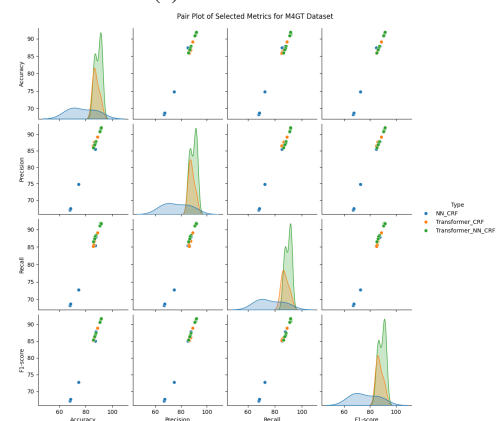 Pair Plot of Selected Metrics for M4GT Dataset
Accuracy
90
85
80
75
70
Precision
90
85
80
75
70
Recall
90
85
80
75
70
F1-score
90
85
80
75
70
60 80 100 60 80 100 60 80 100 60 80 100
Accuracy Precision Recall F1-score
Type
NN_CRF
Transformer_CRF
Transformer_NN_CRF